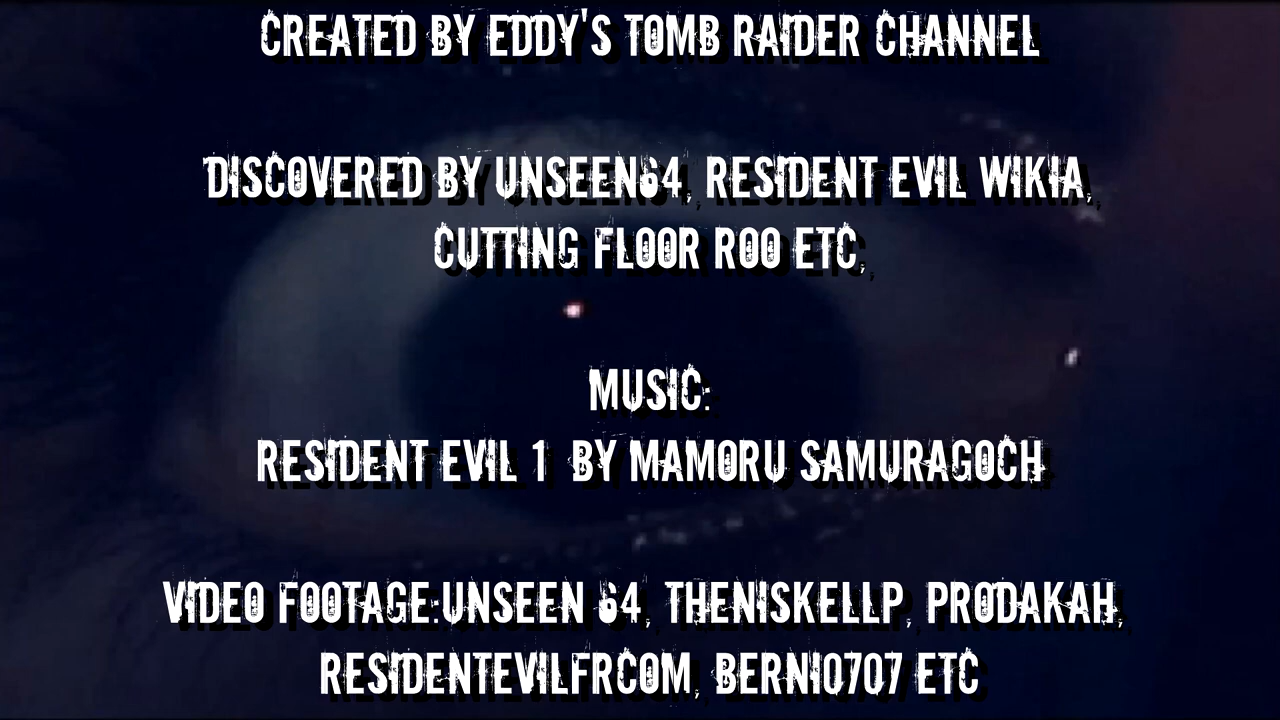 CREATED BY EDDY'S TOMB RAIDER CHANNEL
DISCOVERED BY UNSEEN64, RESIDENT EVIL WIKIA,
CUTTING FLOOR ROO ETC,
MUSIC:
RESIDENT EVIL 1 BY MAMORU SAMURAGOCH
VIDEO FOOTAGE:UNSEEN 64, THENISKELLP, PRODAKAH,
RESIDENTEVILFRCOM, BERNI0707 ETC